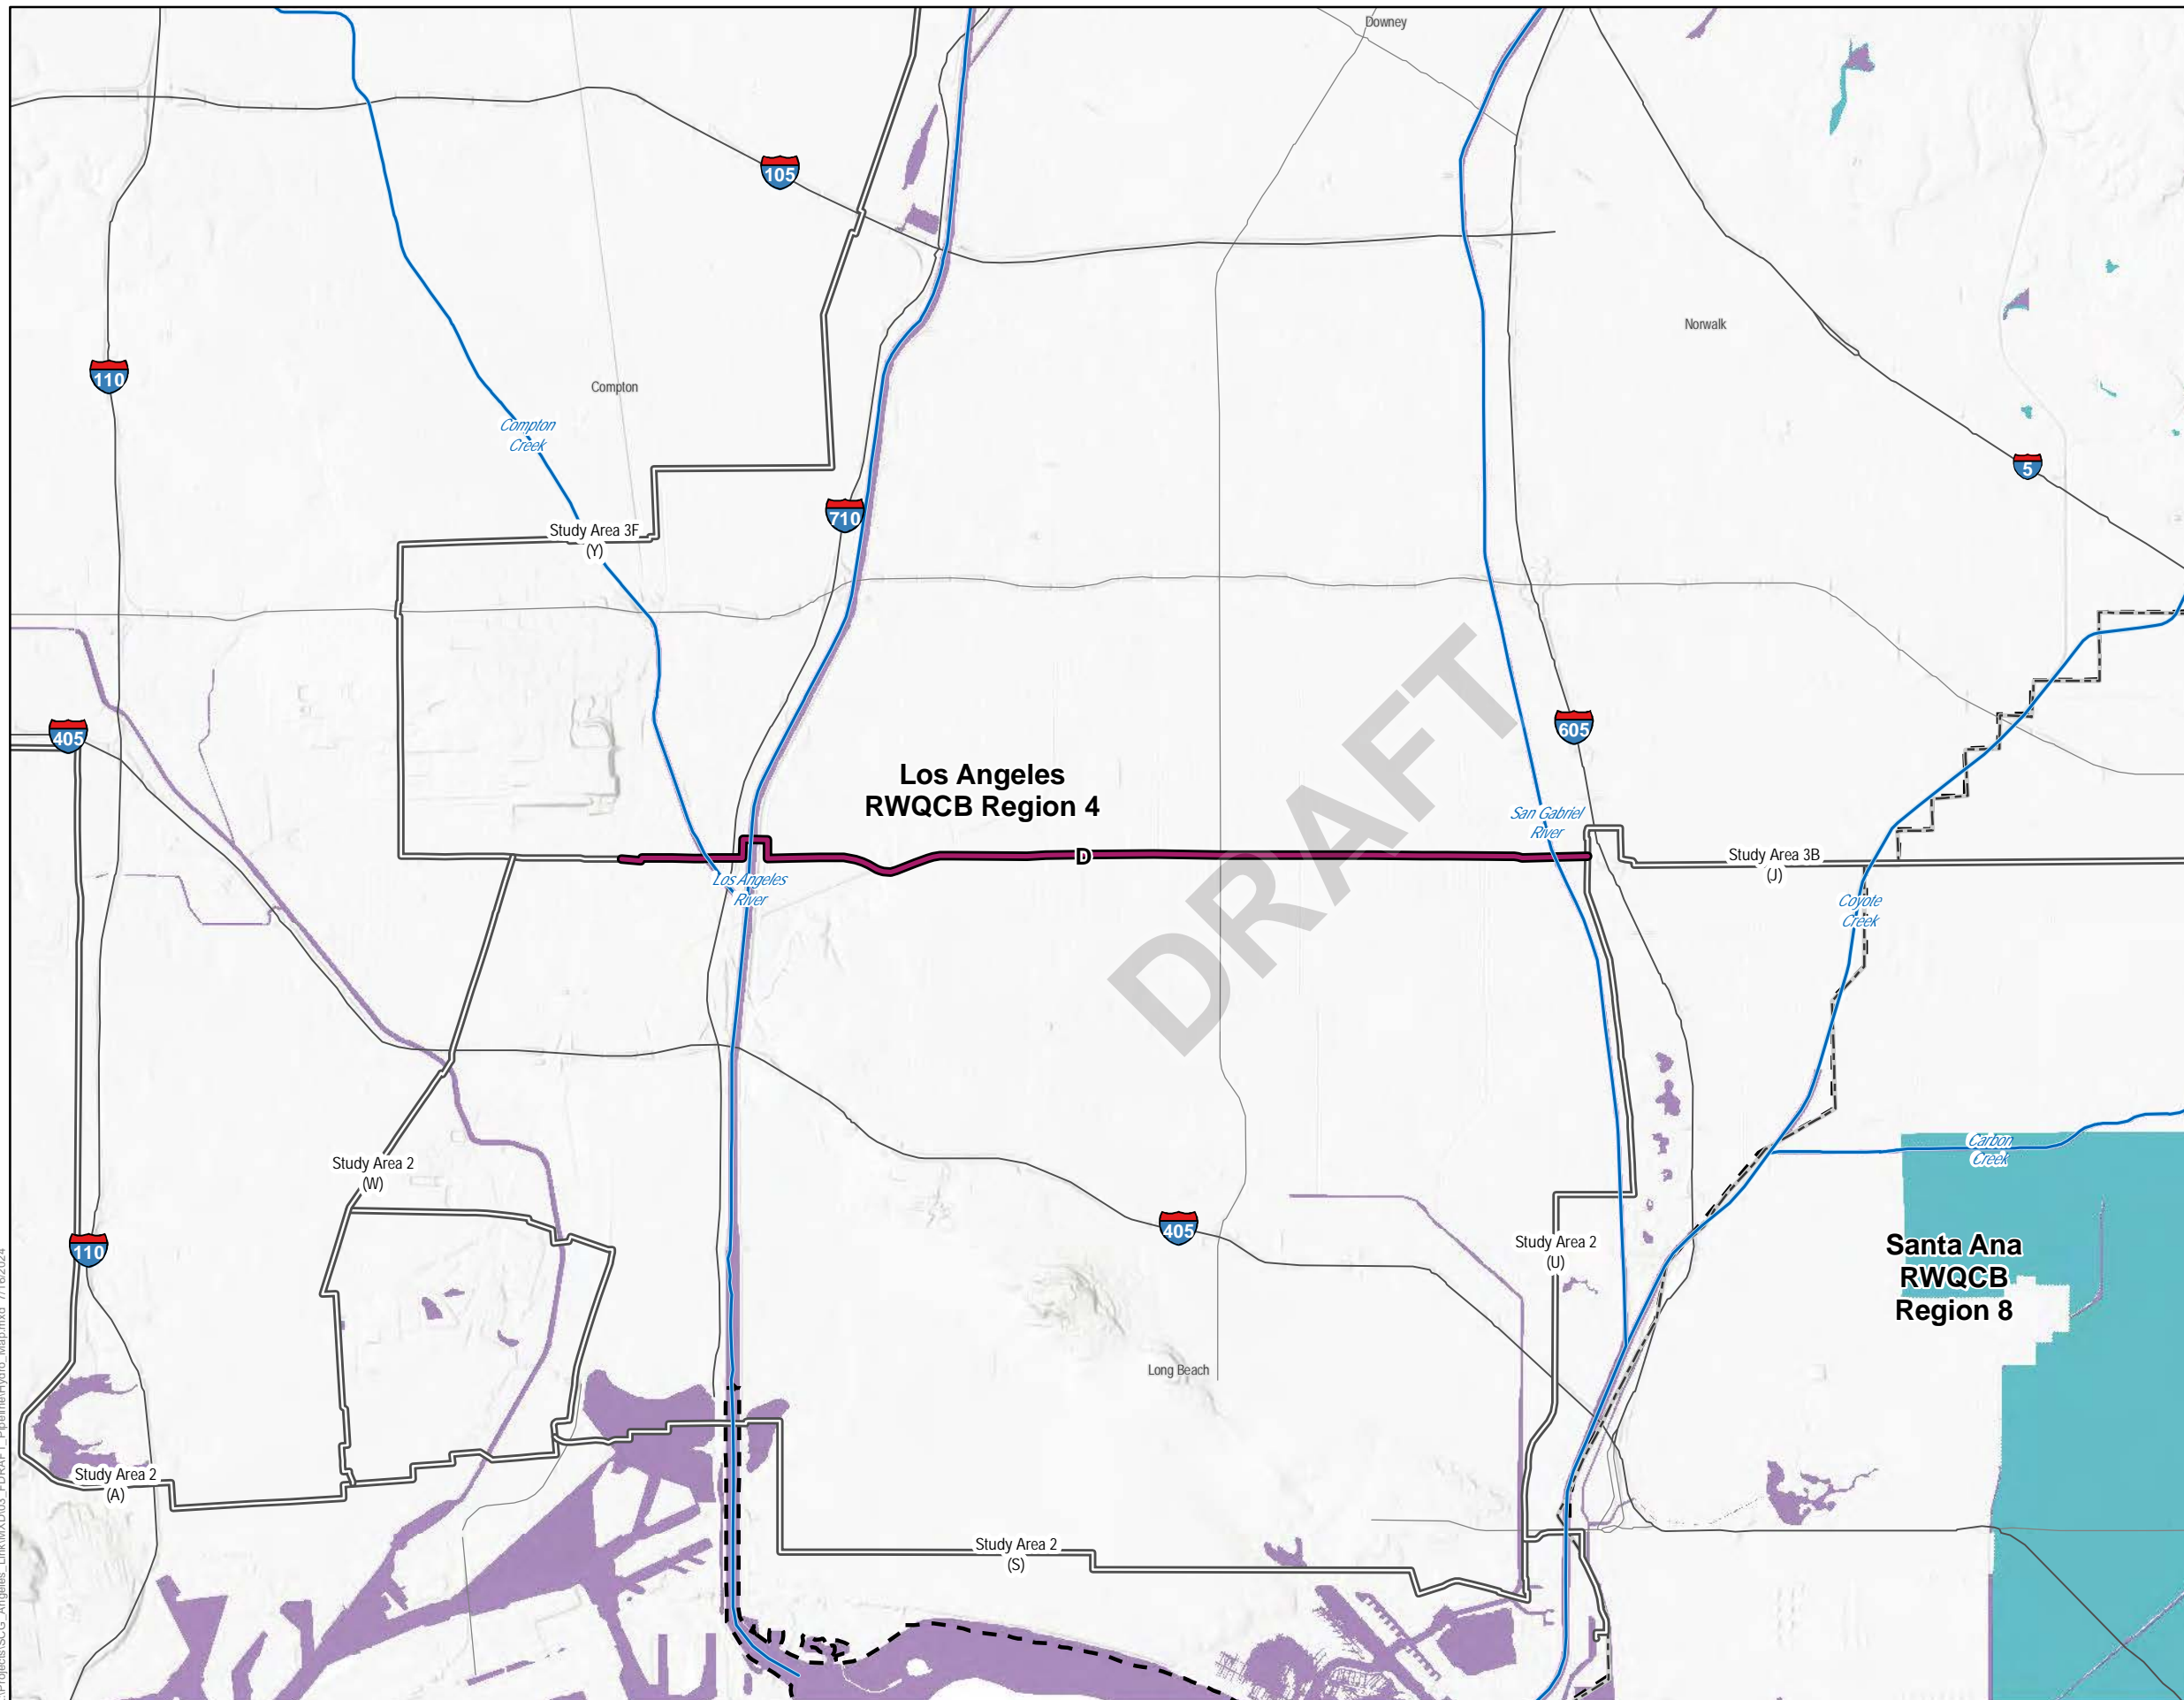 Downey
105
Norwalk
110
Compton
Compton
Creek
5
710
Study Area 3F
(Y)
405
605
Los Angeles
RWQCB Region 4
San Gabriel
River
DRAFT
D
Study Area 3B
(J)
Los Angeles
River
Coyote
Creek
Carbon
Creek
Study Area 2
(W)
405
110
Study Area 2
(U)
Santa Ana
RWQCB
Region 8
Long Beach
Study Area 2
(A)
Study Area 2
(S)